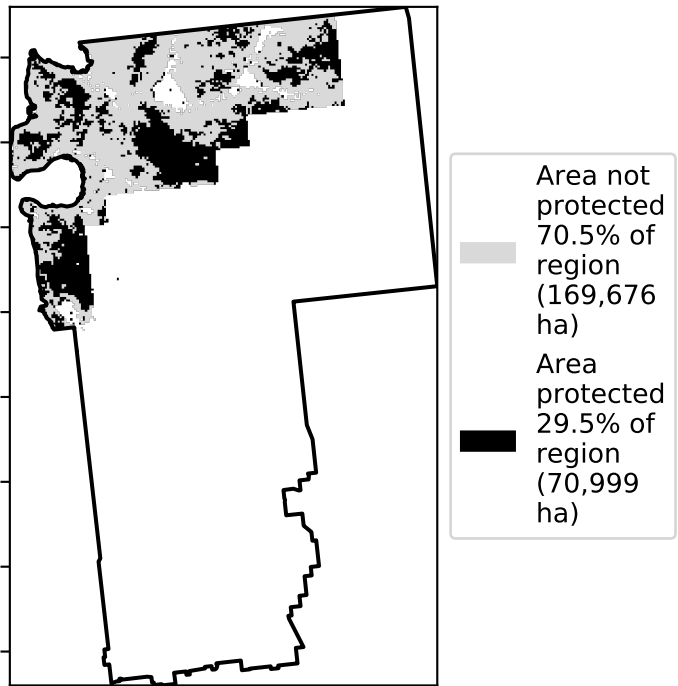 Area not
protected
70.5% of
region
(169,676
ha)
Area
protected
29.5% of
region
(70,999
ha)